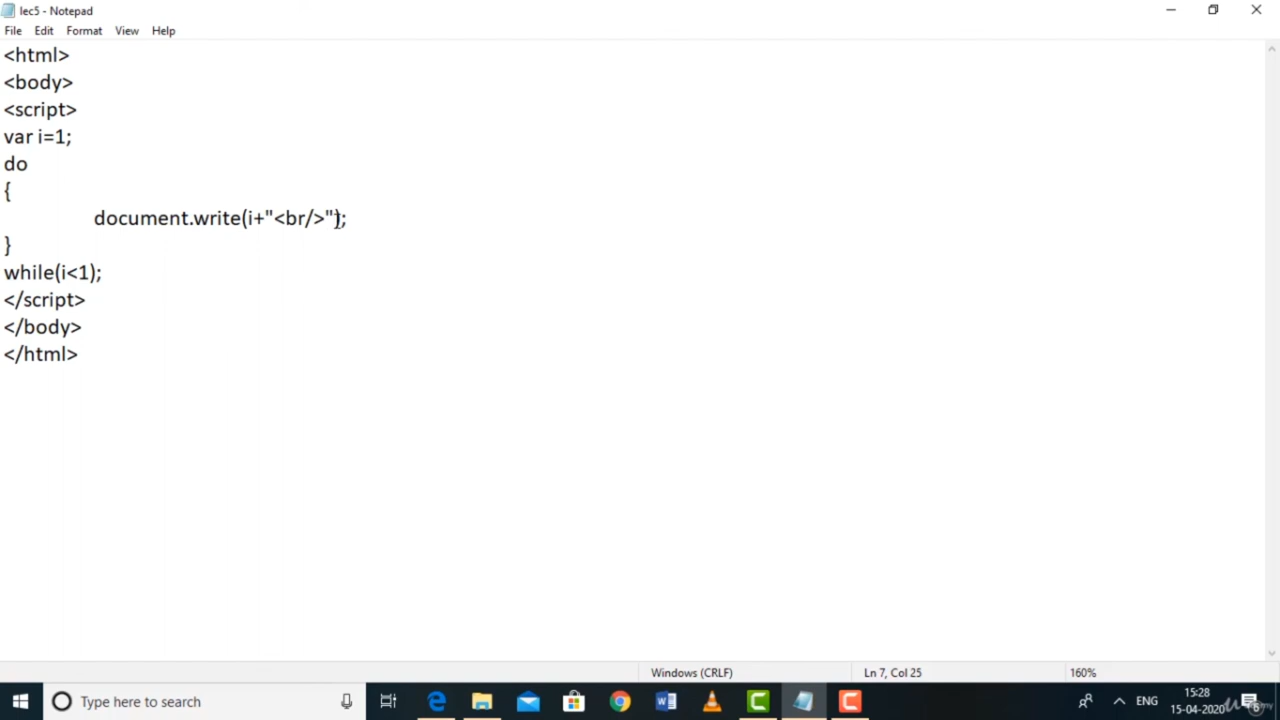 lec5 - Notepad
File Edit Format View Help
<html>
<body>
<script>
var i=1;
do
{
document.write(i+"<br/>");
}
while(i<1);
</script>
</body>
</html>
Windows (CRLF) Ln 7, Col 25 160%
Type here to search
ENG
15:28
15-04-2020